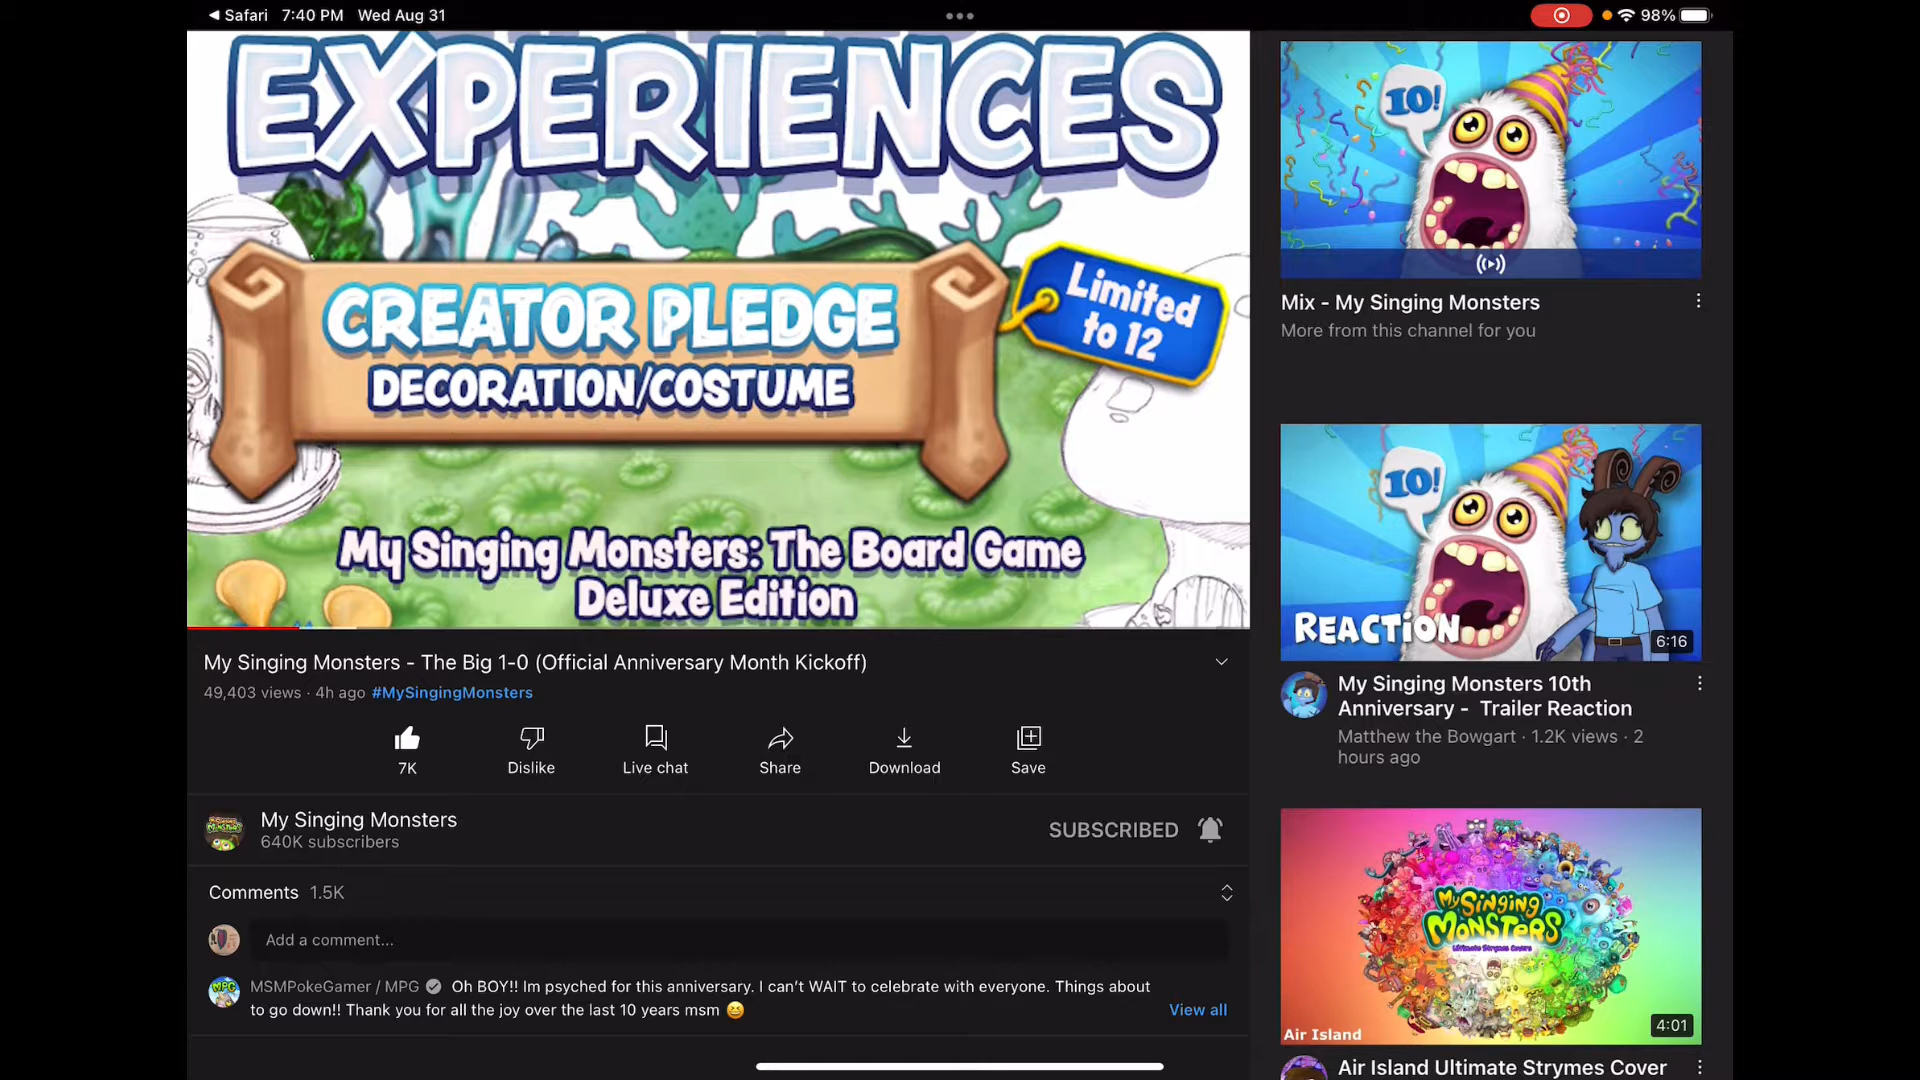 Safari 7:40 PM Wed Aug 31
98%
EXPERIENCES
CREATOR PLEDGE
DECORATION/COSTUME
Limited
to 12
My Singing Monsters: The Board Game
Deluxe Edition
My Singing Monsters - The Big 1-0 (Official Anniversary Month Kickoff)
49,403 views · 4h ago #MySingingMonsters
7K
Dislike
Live chat
Share
Download
Save
My Singing Monsters
640K subscribers
SUBSCRIBED
Comments 1.5K
Add a comment...
MPG
MSMPokeGamer / MPG Oh BOY!! Im psyched for this anniversary. I can't WAIT to celebrate with everyone. Things about
to go down!! Thank you for all the joy over the last 10 years msm 😆
View all
10!
Mix - My Singing Monsters
More from this channel for you
10!
REACTION
6:16
My Singing Monsters 10th
Anniversary - Trailer Reaction
Matthew the Bowgart · 1.2K views · 2
hours ago
My Singing
Monsters
Ultimate Strymes Covers
Air Island
4:01
Air Island Ultimate Strymes Cover